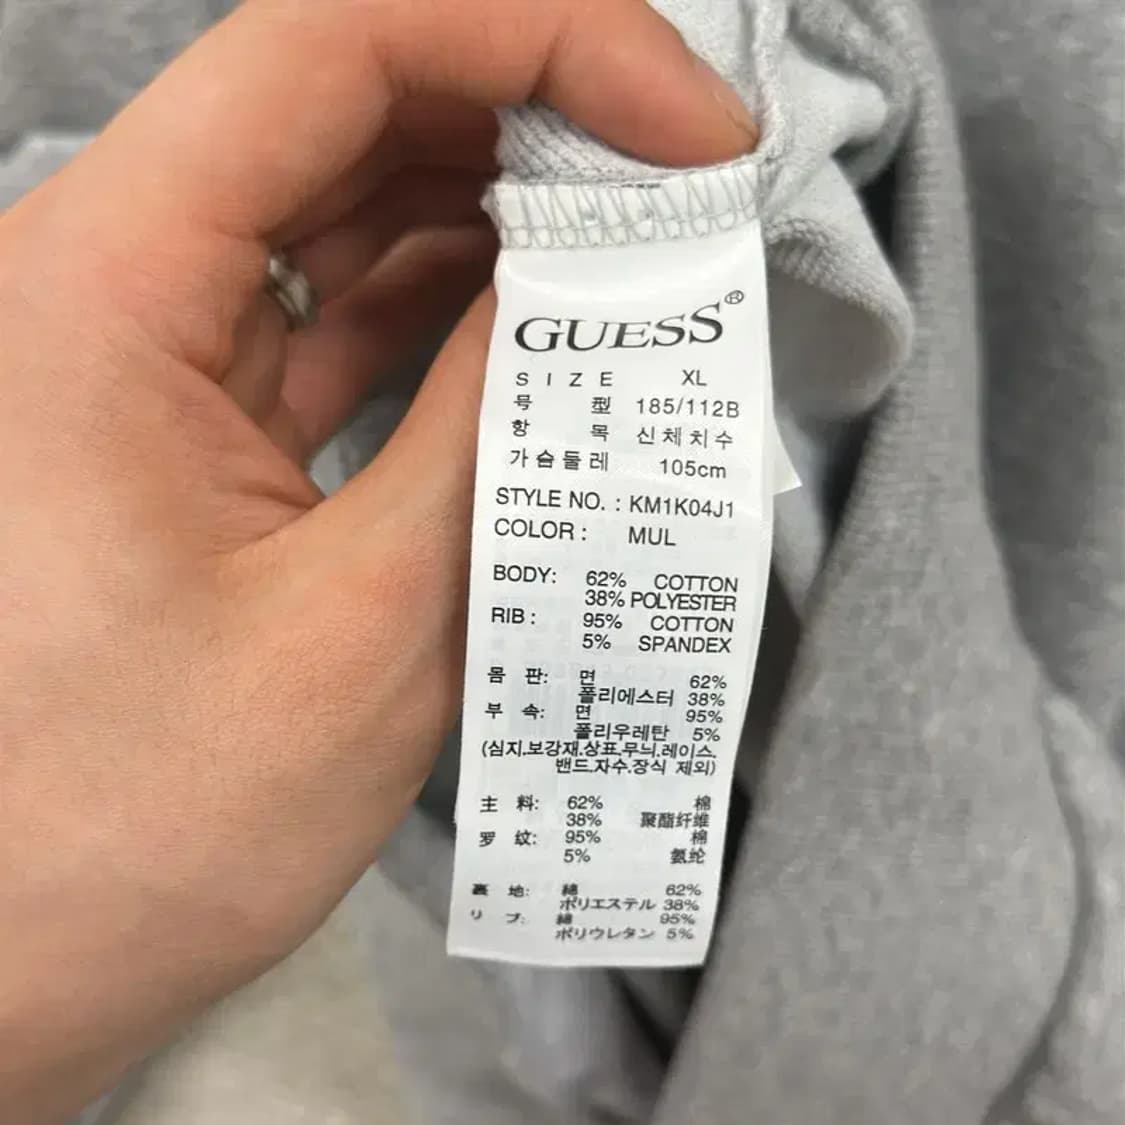 GUESS®
SIZE XL
号 型 185/112B
항 목 신체치수
가슴둘레 105cm
STYLE NO. : KM1K04J1
COLOR : MUL
BODY: 62% COTTON
38% POLYESTER
RIB : 95% COTTON
5% SPANDEX
몸 판: 면 62%
폴리에스터 38%
부 속: 면 95%
폴리우레탄 5%
(심지.보강재.상표.무늬.레이스.
밴드.자수.장식 제외)
主 料: 62% 棉
38% 聚酯纤维
罗 纹: 95% 棉
5% 氨纶
裏 地: 綿 62%
ポリエステル 38%
リ ブ: 綿 95%
ポリウレタン 5%